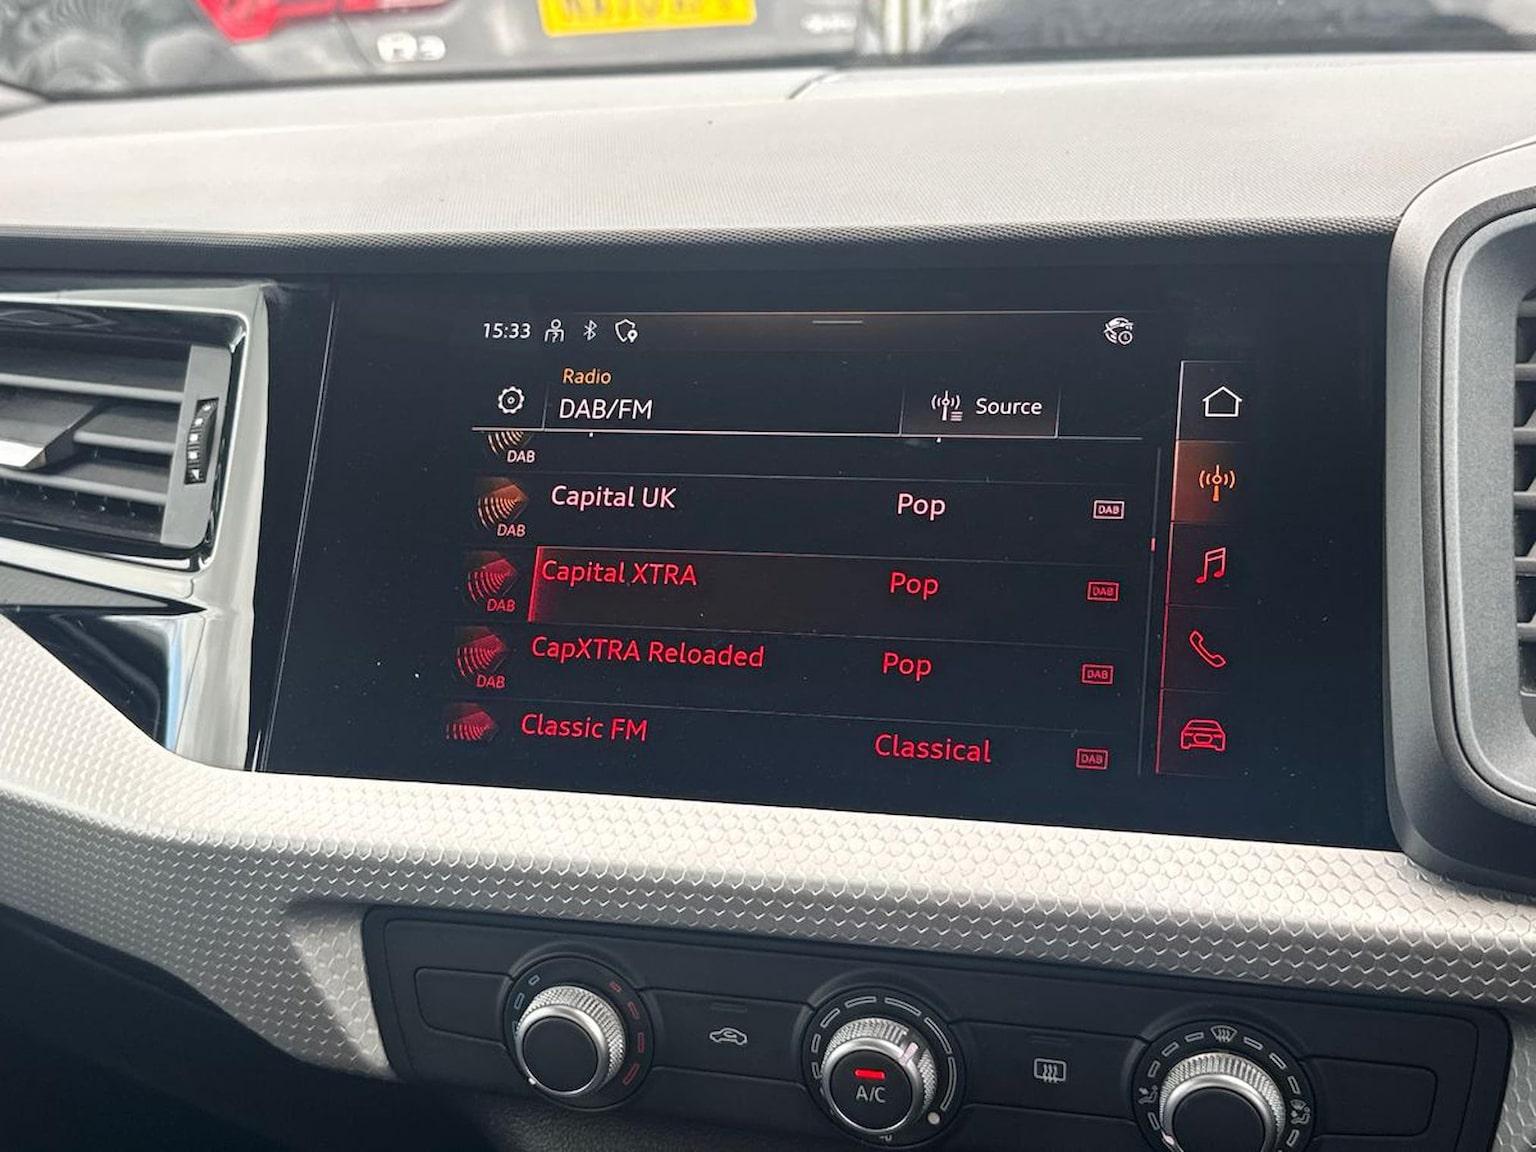 15:33
Radio
DAB/FM
Source
DAB
Capital UK Pop DAB
DAB
Capital XTRA Pop DAB
DAB
CapXTRA Reloaded Pop DAB
DAB
Classic FM Classical DAB
A/C